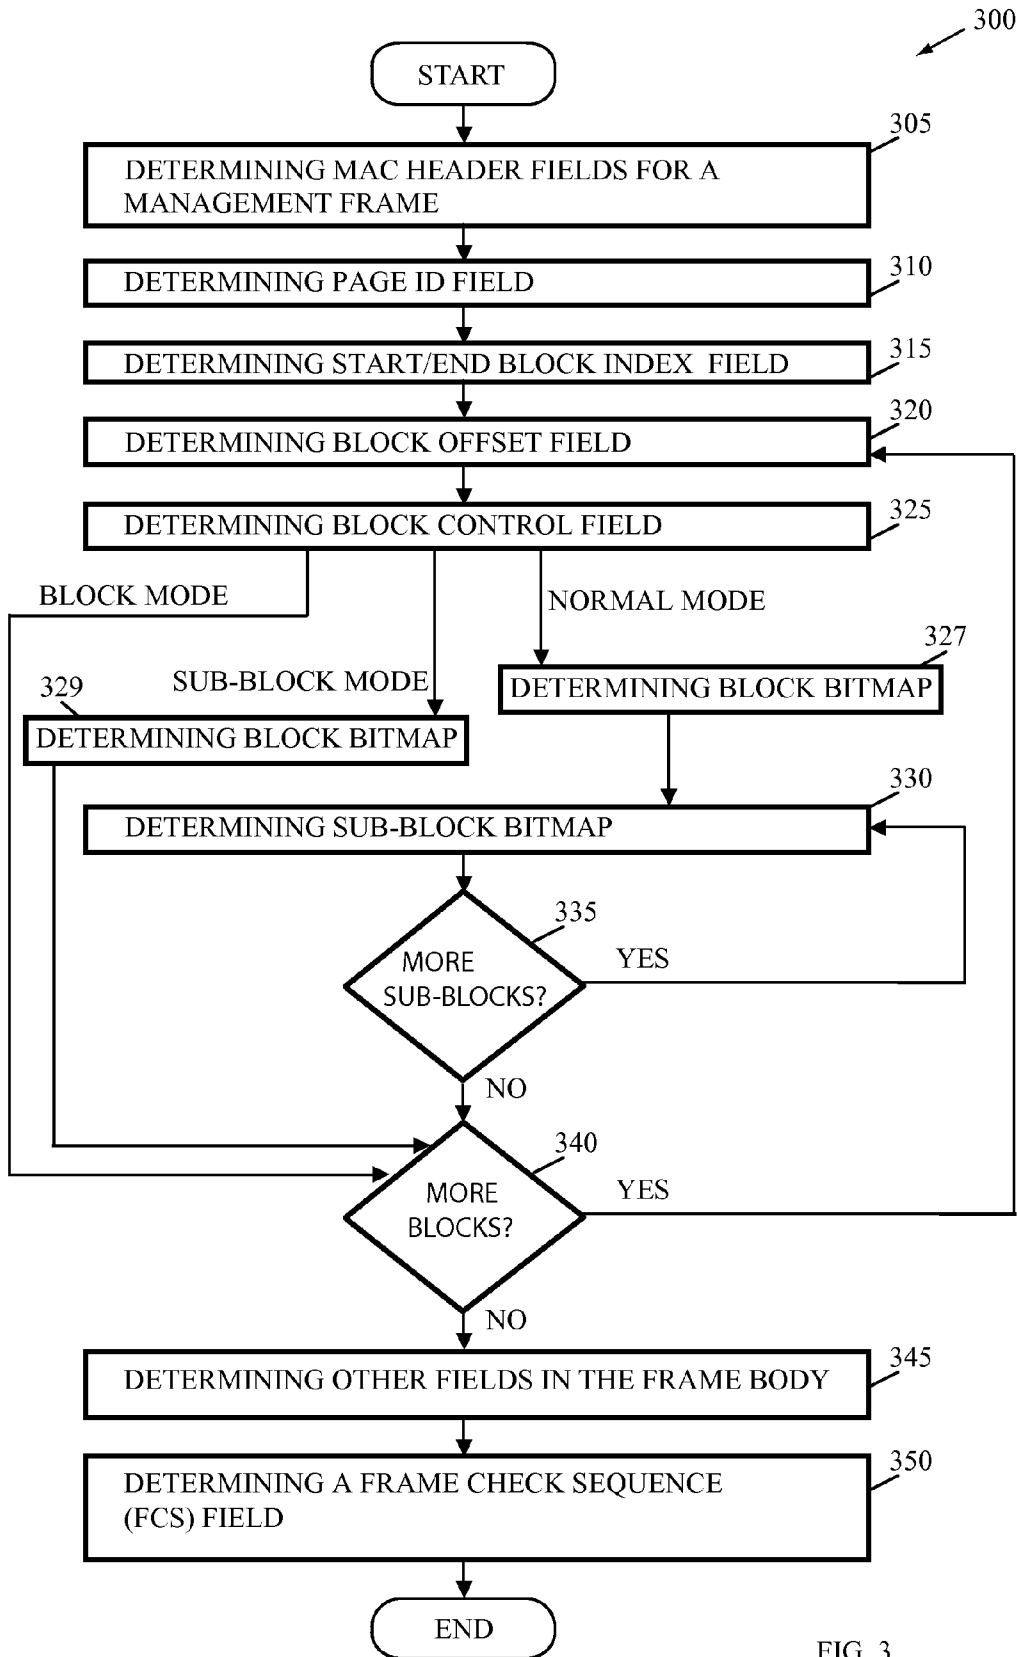 300
START
305
DETERMINING MAC HEADER FIELDS FOR A
MANAGEMENT FRAME
310
DETERMINING PAGE ID FIELD
315
DETERMINING START/END BLOCK INDEX FIELD
320
DETERMINING BLOCK OFFSET FIELD
325
DETERMINING BLOCK CONTROL FIELD
BLOCK MODE
NORMAL MODE
327
SUB-BLOCK MODE
329
DETERMINING BLOCK BITMAP
DETERMINING BLOCK BITMAP
330
DETERMINING SUB-BLOCK BITMAP
335
MORE
SUB-BLOCKS?
YES
NO
340
MORE
BLOCKS?
YES
NO
345
DETERMINING OTHER FIELDS IN THE FRAME BODY
350
DETERMINING A FRAME CHECK SEQUENCE
(FCS) FIELD
END
FIG. 3